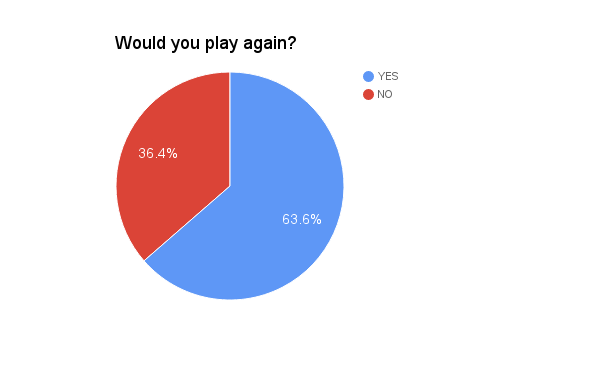 Would you play again?
YES
NO
36.4%
63.6%